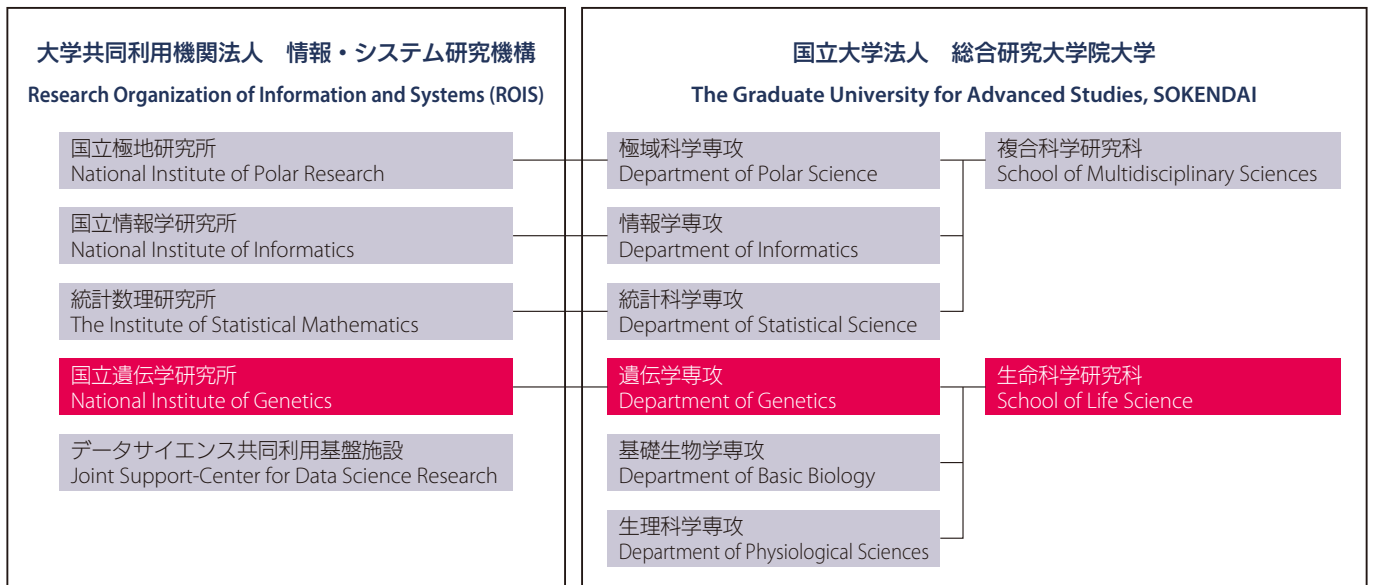 大学共同利用機関法人　情報・システム研究機構
Research Organization of Information and Systems (ROIS)
国立極地研究所
National Institute of Polar Research
国立情報学研究所
National Institute of Informatics
統計数理研究所
The Institute of Statistical Mathematics
国立遺伝学研究所
National Institute of Genetics
データサイエンス共同利用基盤施設
Joint Support-Center for Data Science Research
国立大学法人　総合研究大学院大学
The Graduate University for Advanced Studies, SOKENDAI
極域科学専攻
Department of Polar Science
情報学専攻
Department of Informatics
統計科学専攻
Department of Statistical Science
遺伝学専攻
Department of Genetics
基礎生物学専攻
Department of Basic Biology
生理科学専攻
Department of Physiological Sciences
複合科学研究科
School of Multidisciplinary Sciences
生命科学研究科
School of Life Science